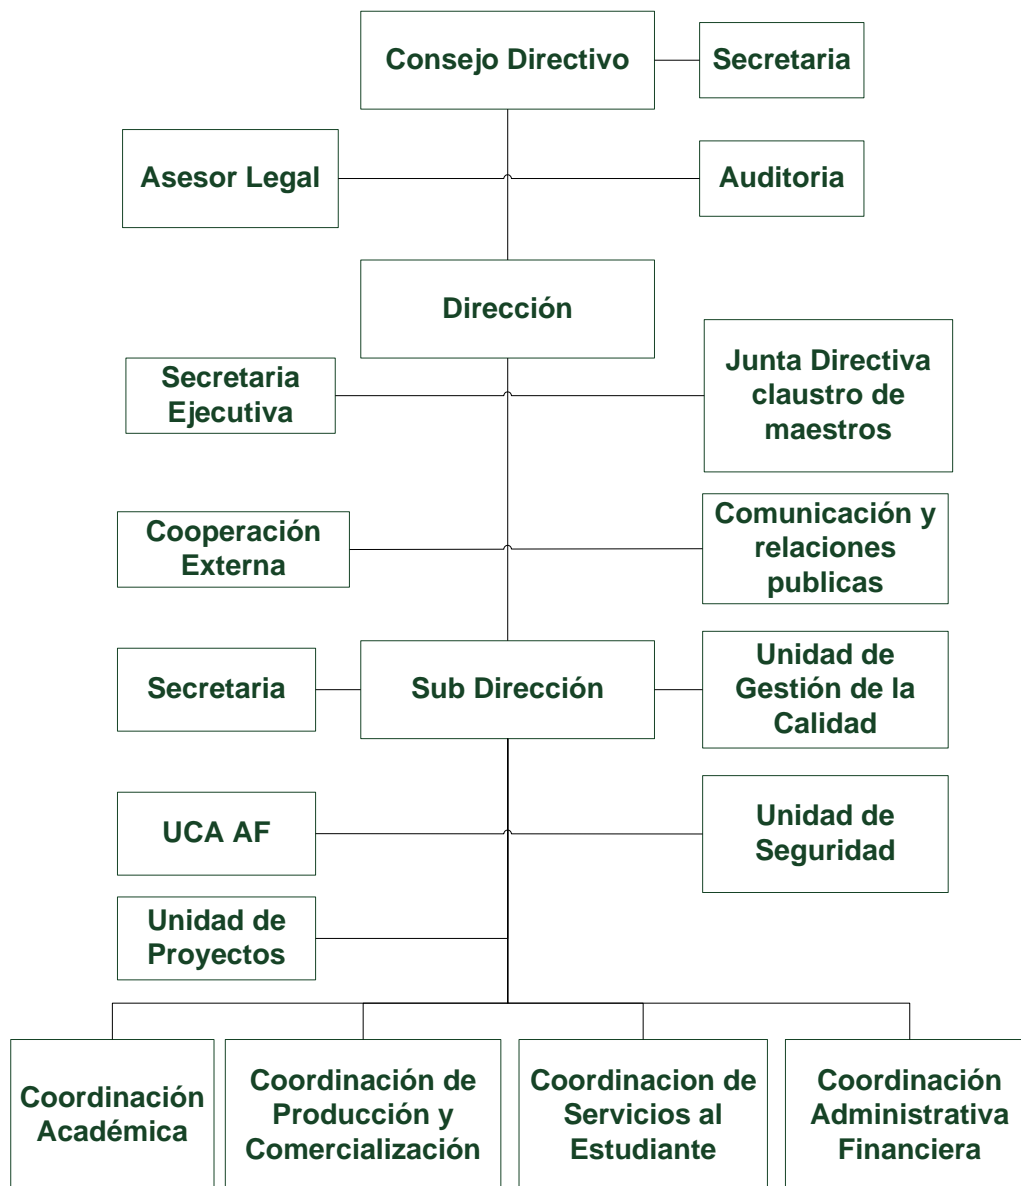 Consejo Directivo
Secretaria
Asesor Legal
Auditoria
Dirección
Secretaria
Ejecutiva
Junta Directiva
claustro de
maestros
Cooperación
Externa
Comunicación y
relaciones
publicas
Secretaria
Sub Dirección
Unidad de
Gestión de la
Calidad
UCA AF
Unidad de
Seguridad
Unidad de
Proyectos
Coordinación
Académica
Coordinación de
Producción y
Comercialización
Coordinacion de
Servicios al
Estudiante
Coordinación
Administrativa
Financiera